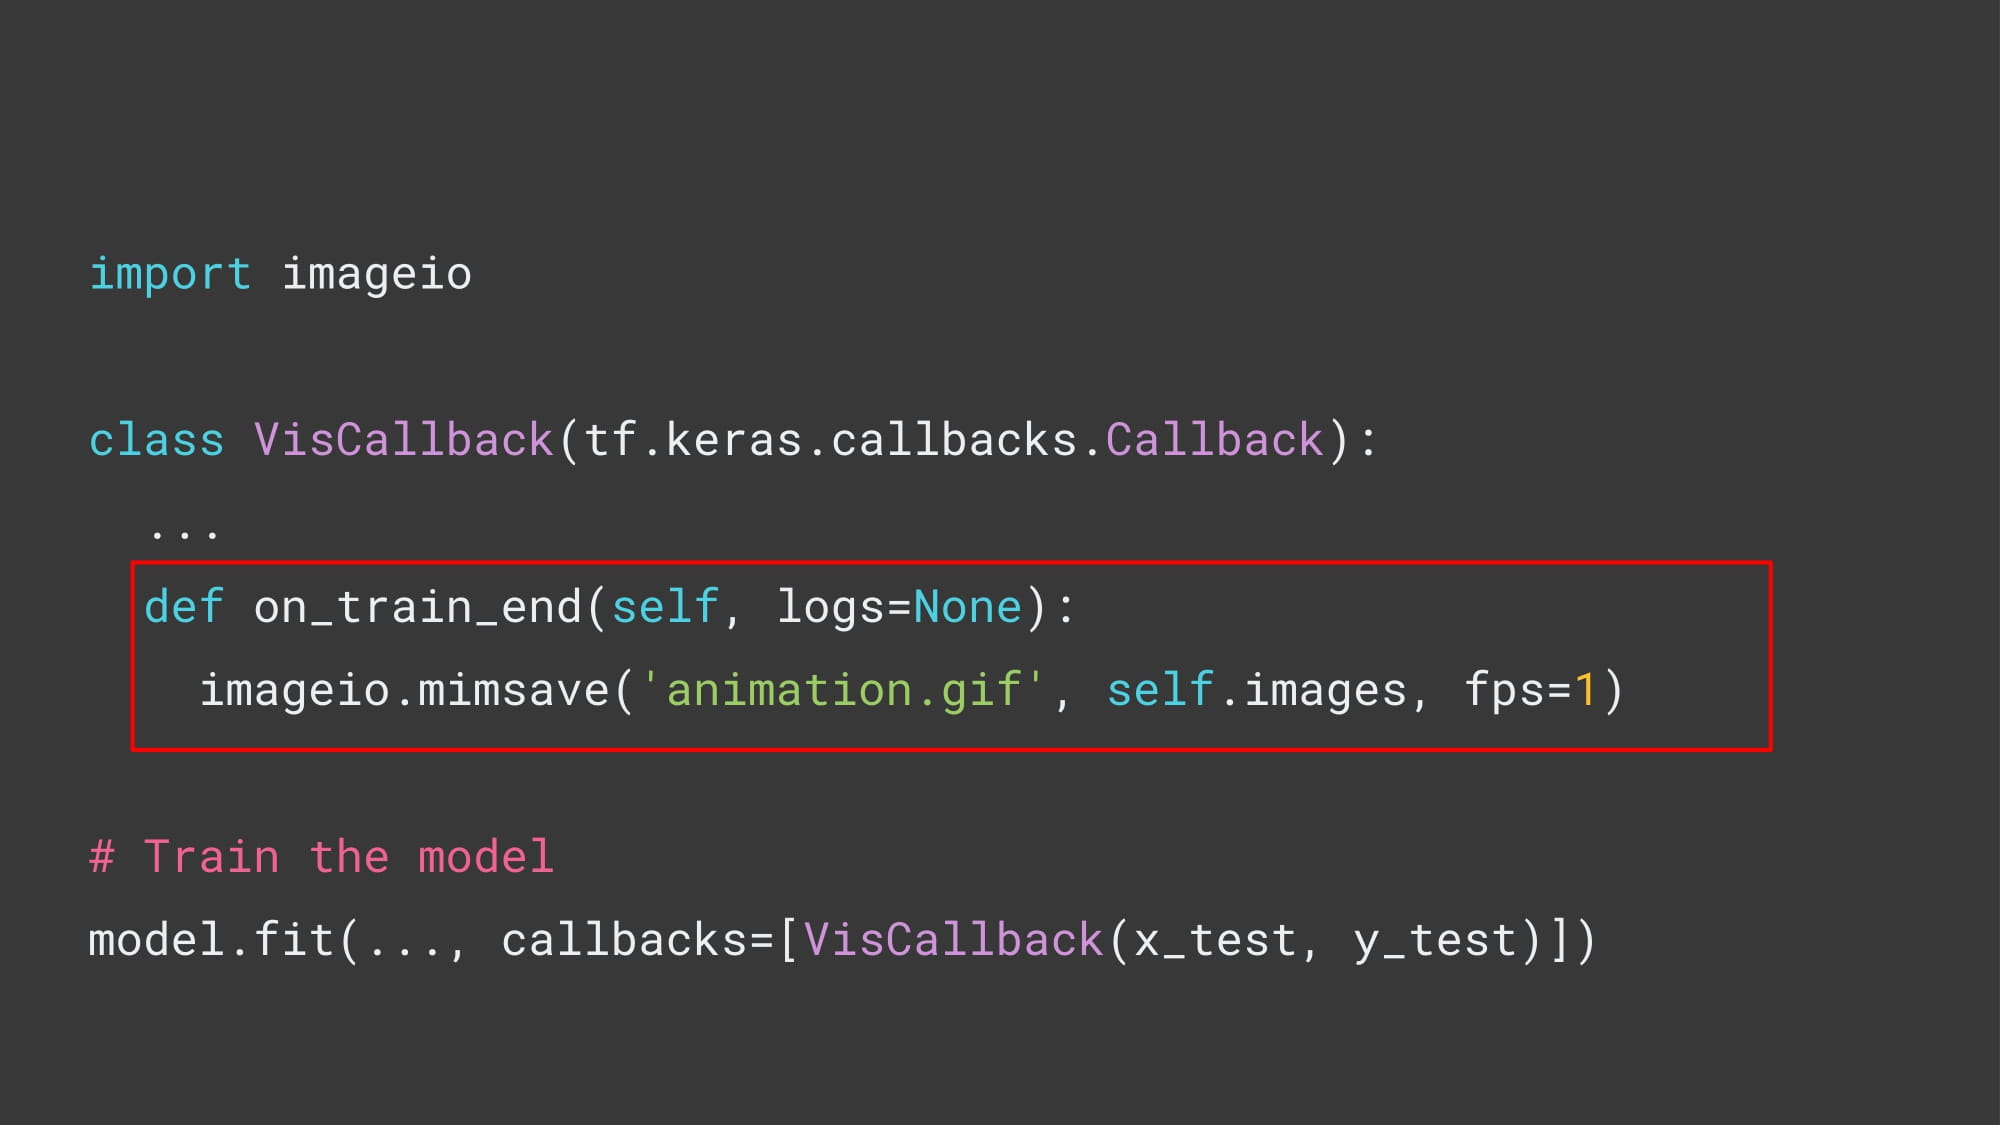 import imageio
class VisCallback(tf.keras.callbacks.Callback):
...
def on_train_end(self, logs=None):
imageio.mimsave('animation.gif', self.images, fps=1)
# Train the model
model.fit(..., callbacks=[VisCallback(x_test, y_test)])